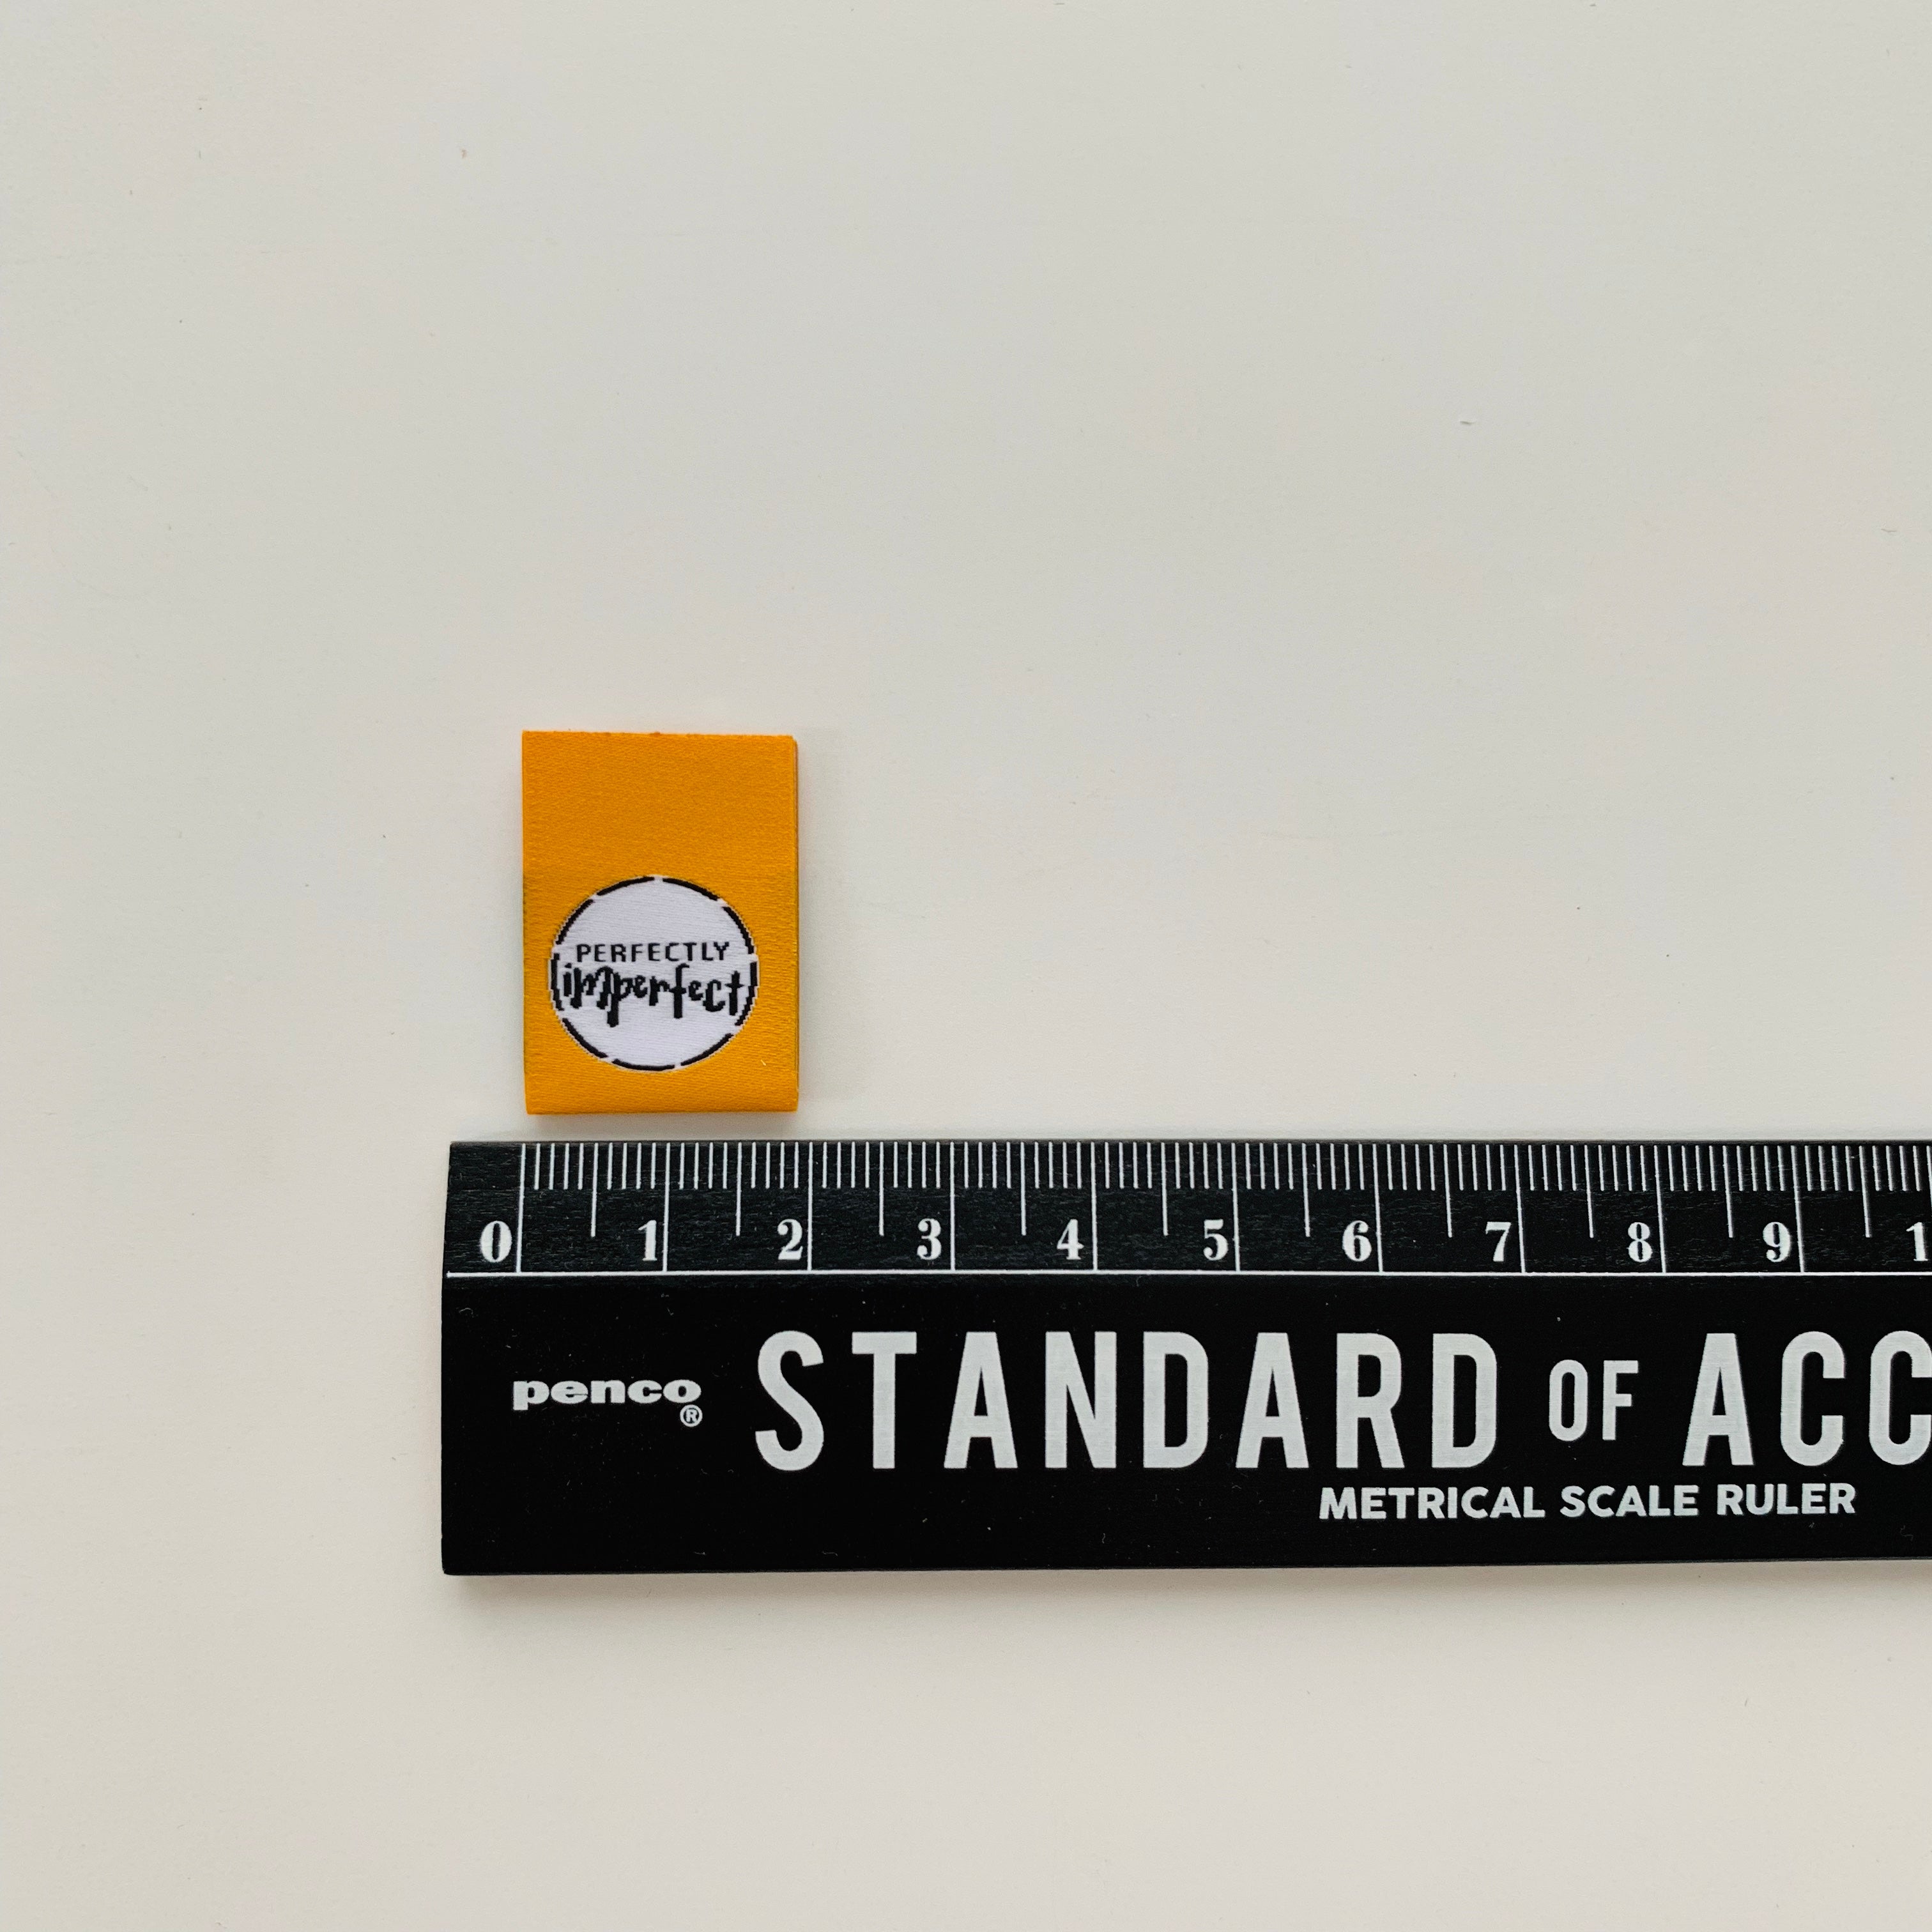 PERFECTLY
imperfect
0 1 2 3 4 5 6 7 8 9 1
penco
®
STANDARD OF ACC
METRICAL SCALE RULER